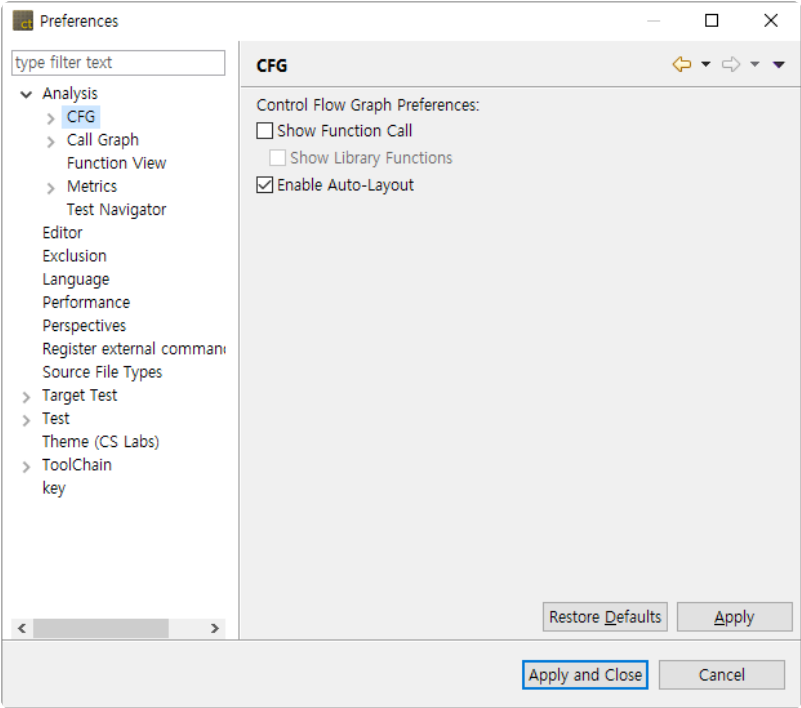 ct Preferences
type filter text
Analysis
CFG
Call Graph
Function View
Metrics
Test Navigator
Editor
Exclusion
Language
Performance
Perspectives
Register external comman
Source File Types
Target Test
Test
Theme (CS Labs)
ToolChain
key
CFG
Control Flow Graph Preferences:
Show Function Call
Show Library Functions
Enable Auto-Layout
Restore Defaults Apply
Apply and Close Cancel